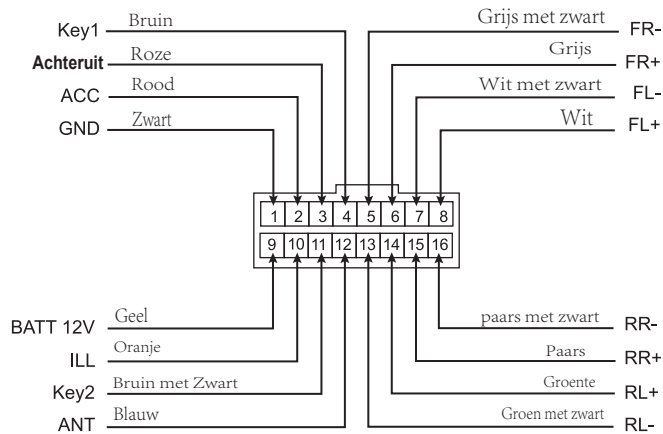 Key1 Bruin Grijs met zwart FR-
Achteruit Roze Grijs FR+
ACC Rood Wit met zwart FL-
GND Zwart Wit FL+
1 2 3 4 5 6 7 8
9 10 11 12 13 14 15 16
BATT 12V Geel paars met zwart RR-
ILL Oranje Paars RR+
Key2 Bruin met Zwart Groente RL+
ANT Blauw Groen met zwart RL-